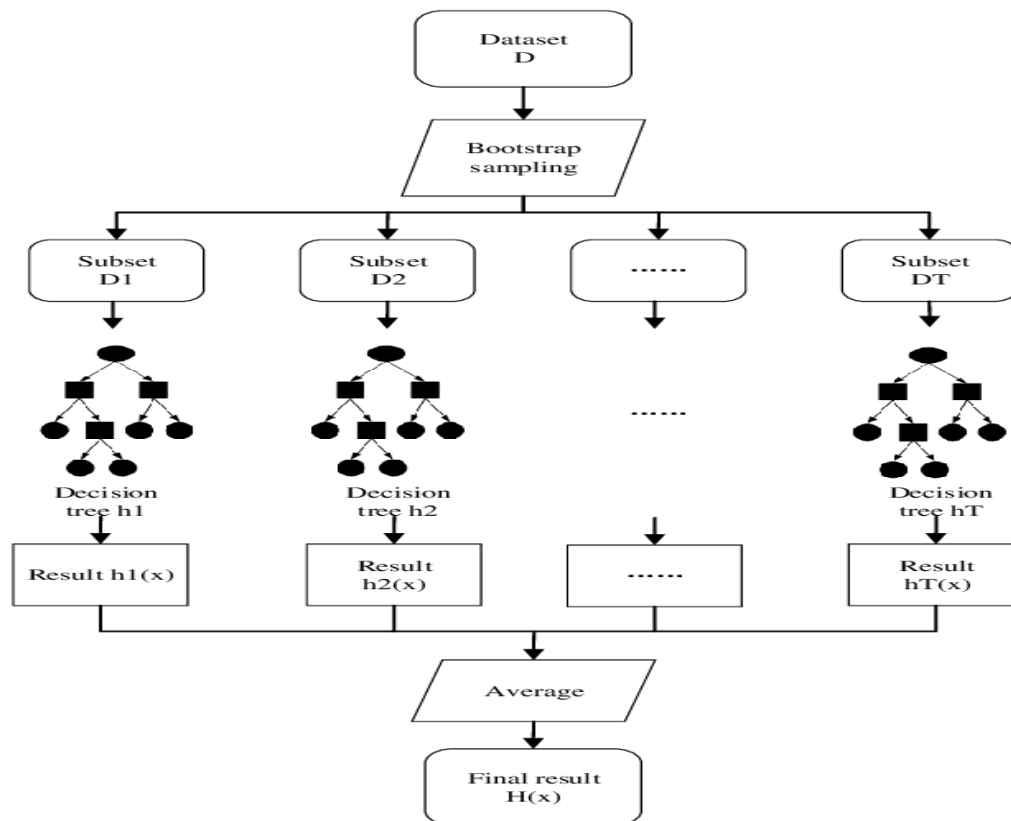 Dataset
D
Bootstrap
sampling
Subset
D1
Subset
D2
······
Subset
DT
······
Decision
tree h1
Decision
tree h2
Decision
tree hT
Result h1(x)
Result
h2(x)
······
Result
hT(x)
Average
Final result
H(x)